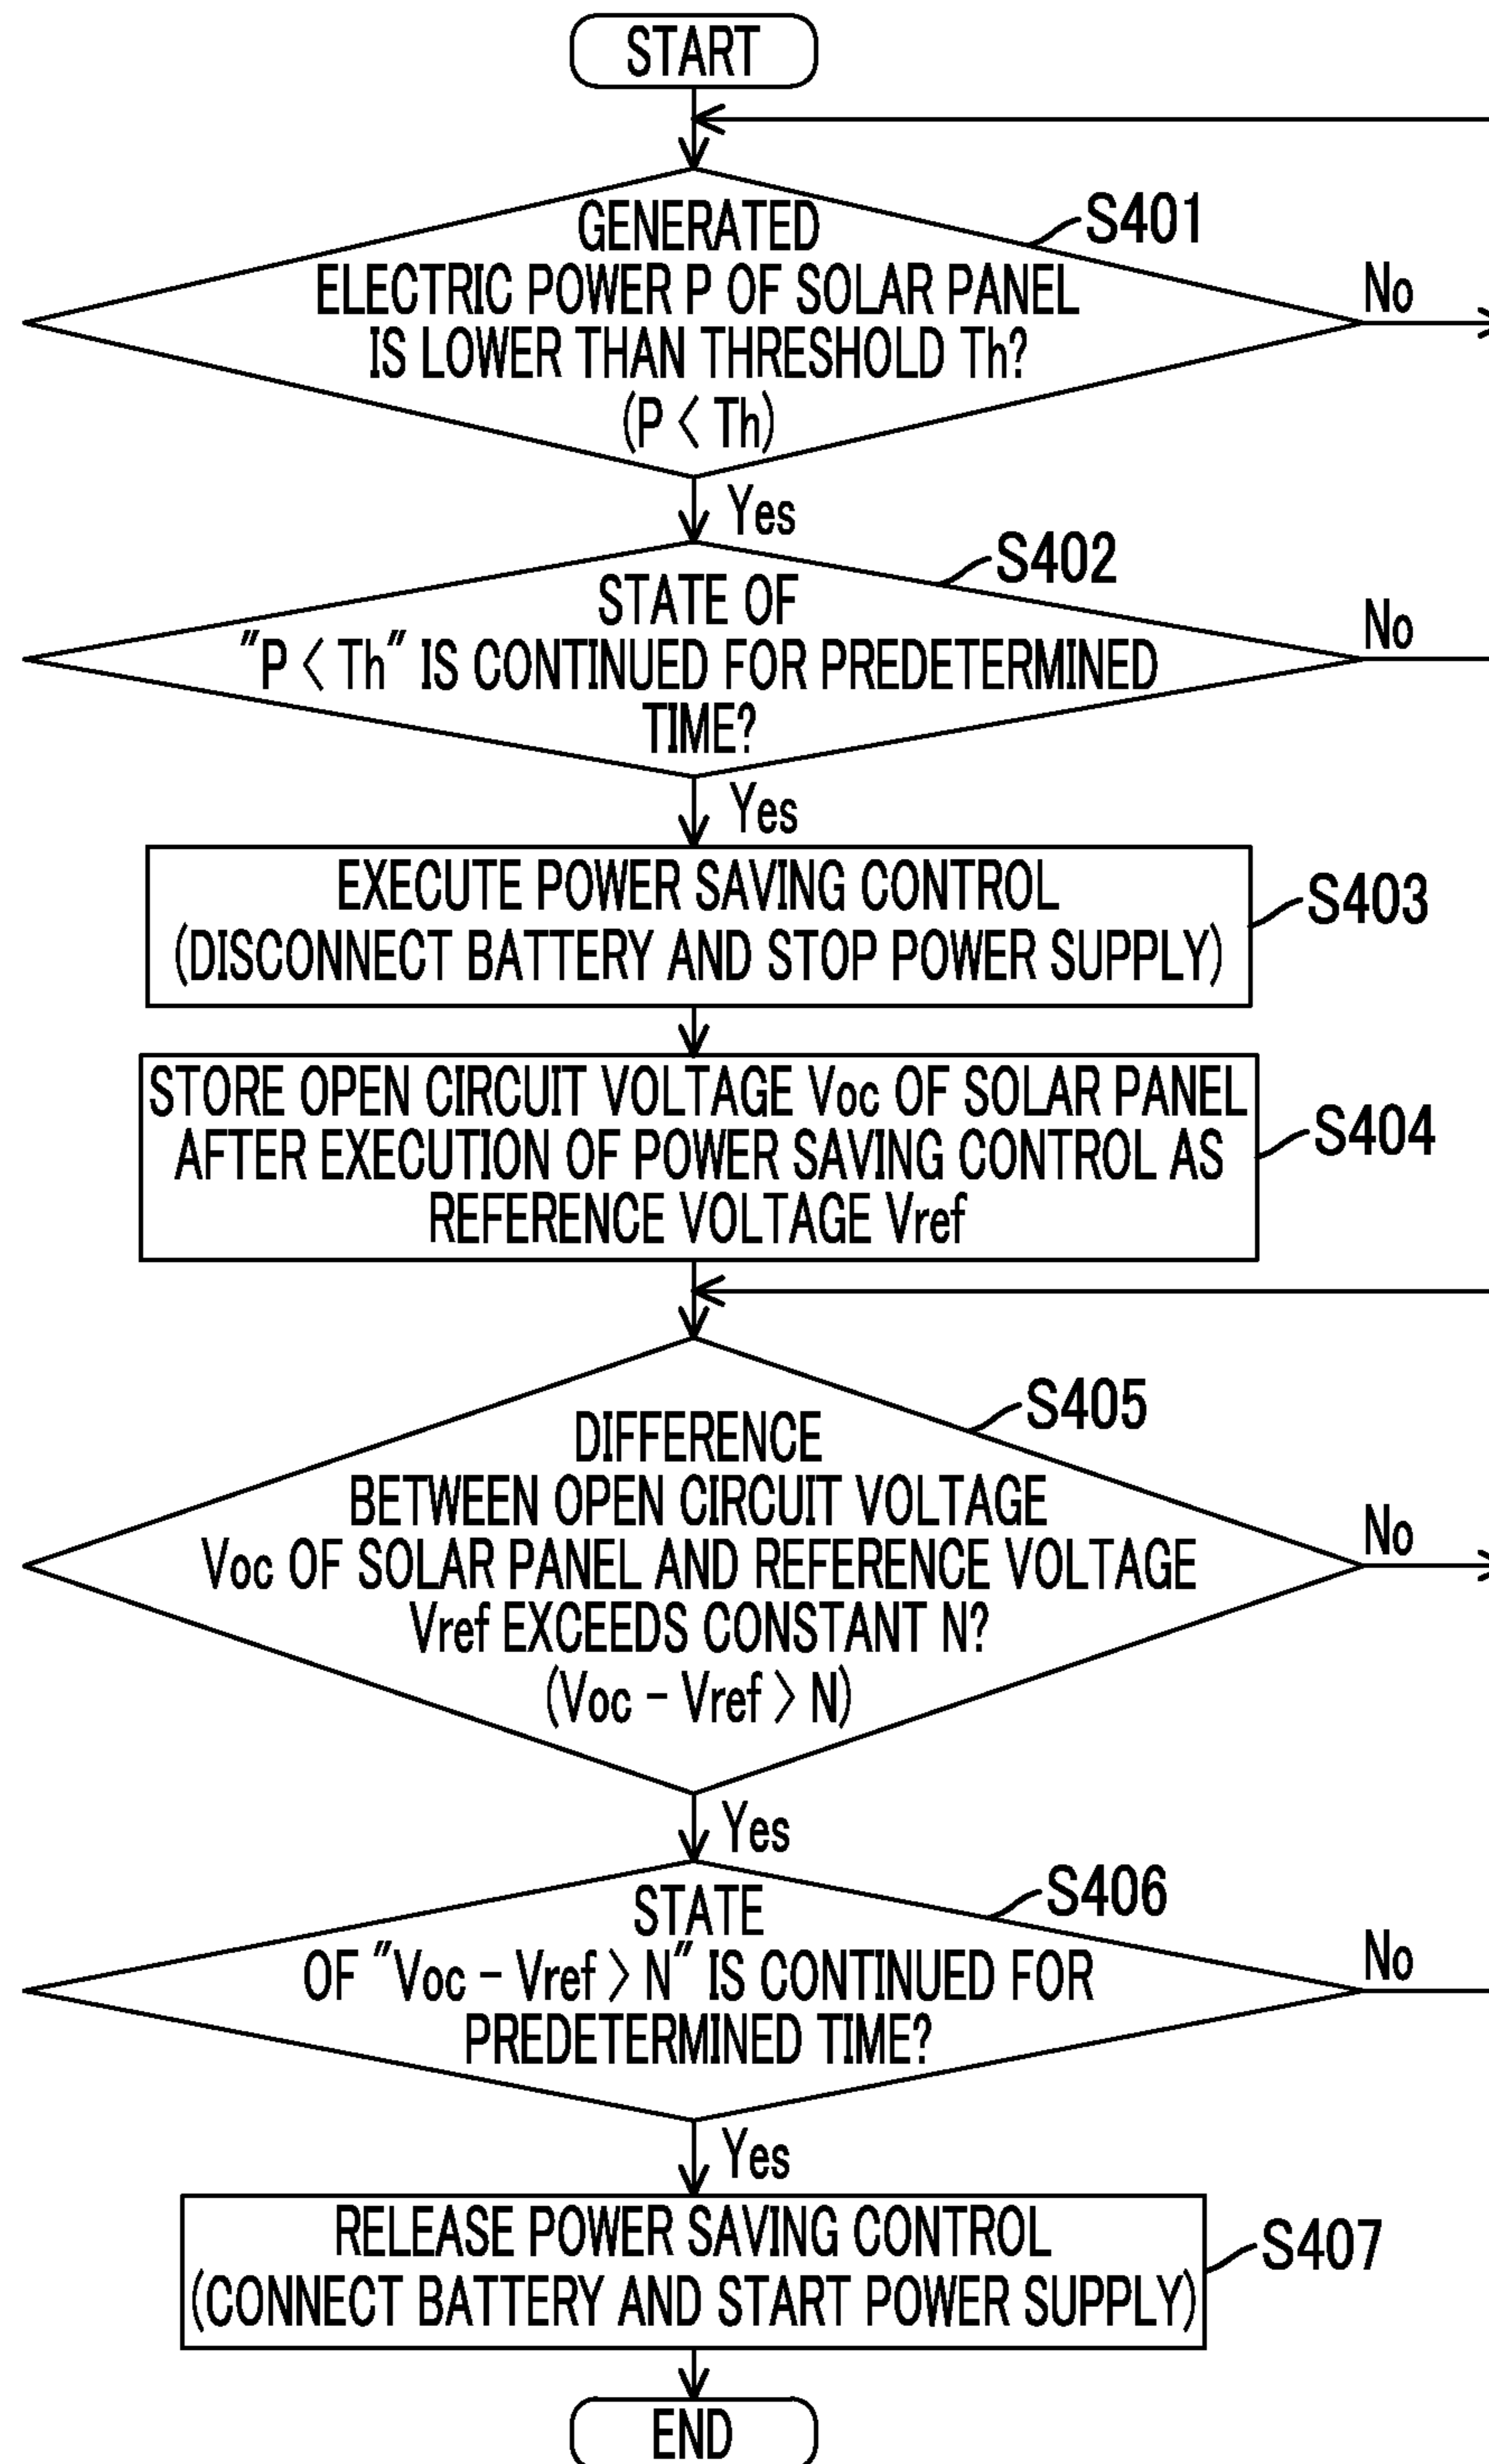 START
S401
GENERATED
ELECTRIC POWER P OF SOLAR PANEL
IS LOWER THAN THRESHOLD Th?
(P < Th)
No
Yes
S402
STATE OF
"P < Th" IS CONTINUED FOR PREDETERMINED
TIME?
No
Yes
EXECUTE POWER SAVING CONTROL
(DISCONNECT BATTERY AND STOP POWER SUPPLY)
S403
STORE OPEN CIRCUIT VOLTAGE Voc OF SOLAR PANEL
AFTER EXECUTION OF POWER SAVING CONTROL AS
REFERENCE VOLTAGE Vref
S404
S405
DIFFERENCE
BETWEEN OPEN CIRCUIT VOLTAGE
Voc OF SOLAR PANEL AND REFERENCE VOLTAGE
Vref EXCEEDS CONSTANT N?
(Voc - Vref > N)
No
Yes
S406
STATE
OF "Voc - Vref > N" IS CONTINUED FOR
PREDETERMINED TIME?
No
Yes
RELEASE POWER SAVING CONTROL
(CONNECT BATTERY AND START POWER SUPPLY)
S407
END